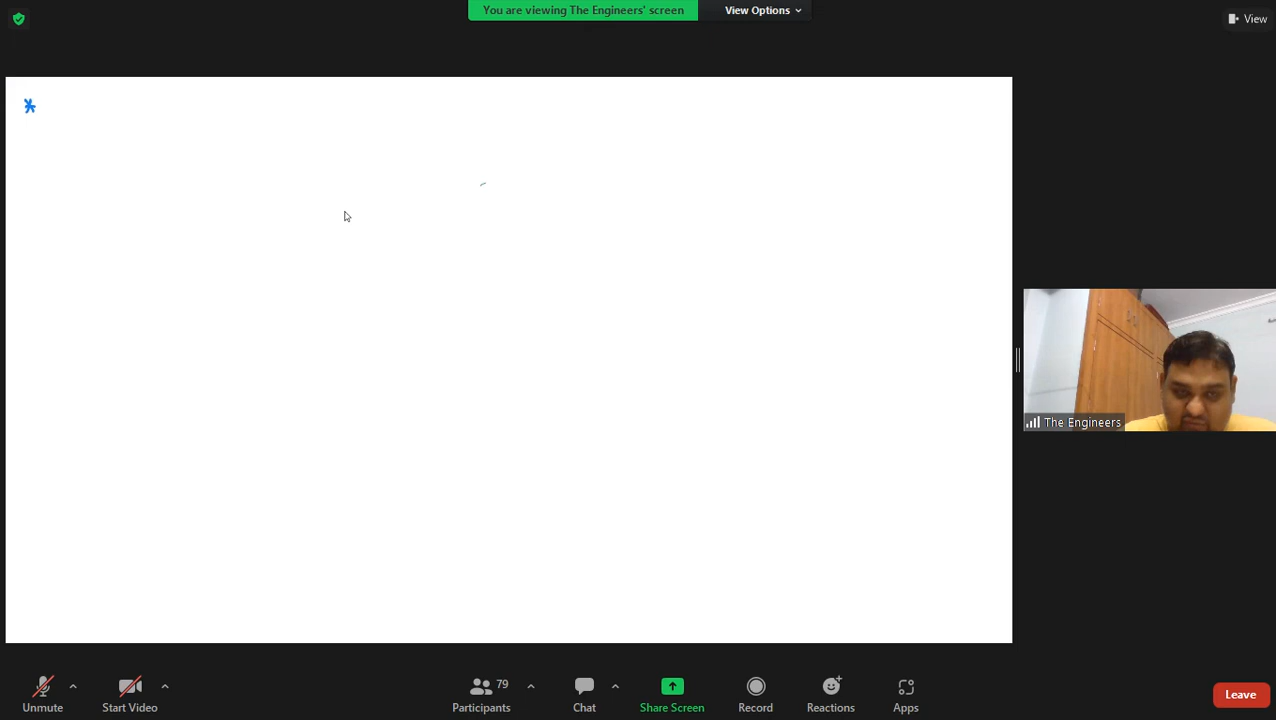 You are viewing The Engineers' screen
View Options
View
*
The Engineers
Unmute
Start Video
79
Participants
Chat
Share Screen
Record
Reactions
Apps
Leave